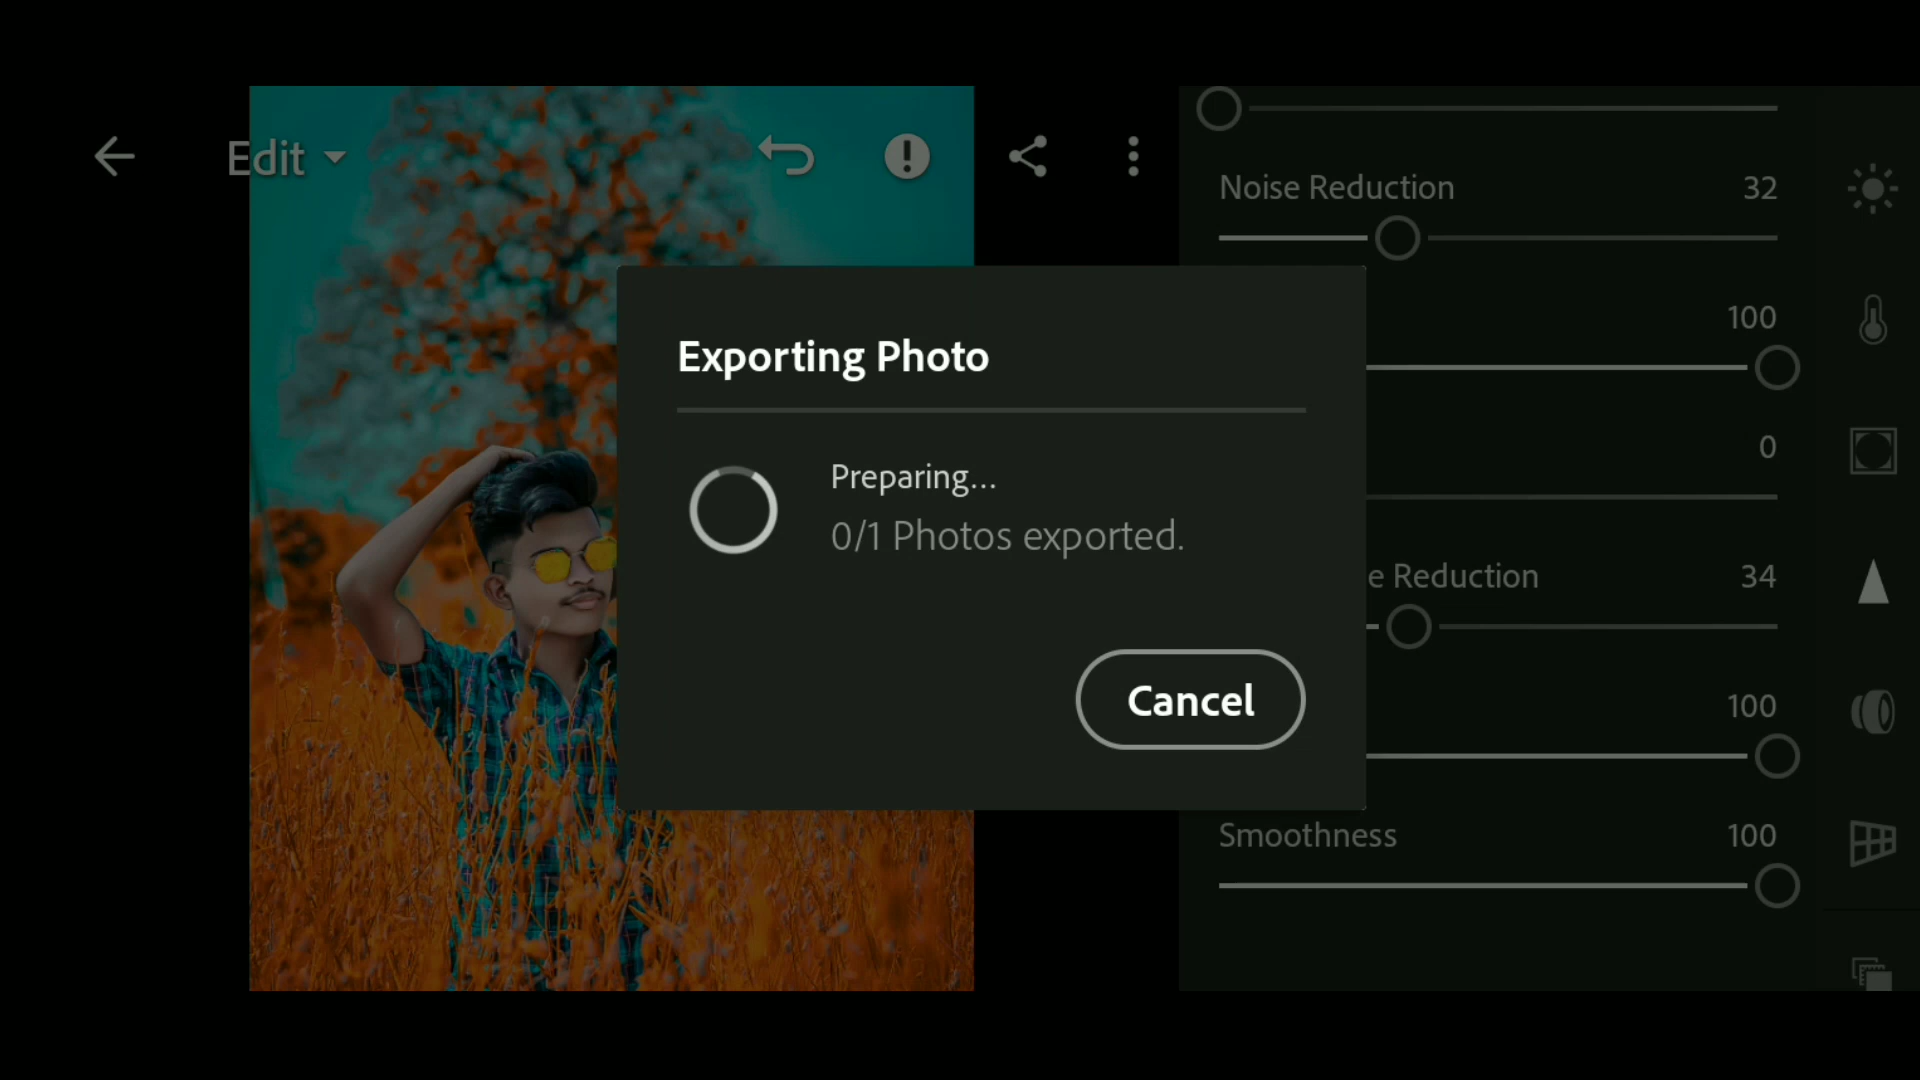 Edit
Noise Reduction 32
100
0
e Reduction 34
100
Smoothness 100
Exporting Photo
Preparing...
0/1 Photos exported.
Cancel